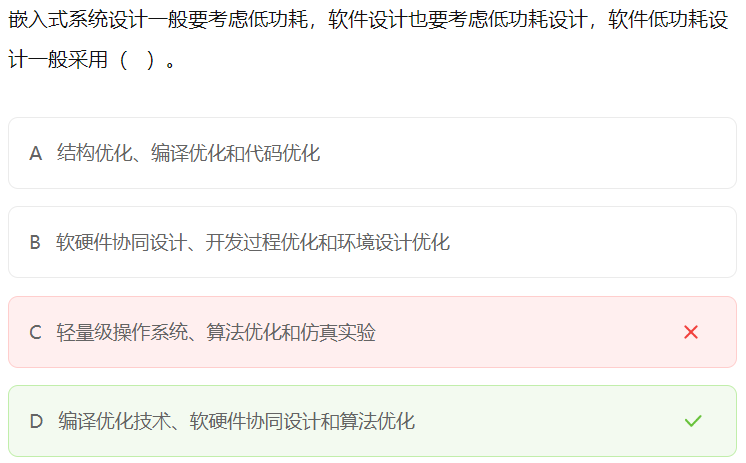 嵌入式系统设计一般要考虑低功耗，软件设计也要考虑低功耗设计，软件低功耗设
计一般采用（ ）。
A 结构优化、编译优化和代码优化
B 软硬件协同设计、开发过程优化和环境设计优化
C 轻量级操作系统、算法优化和仿真实验
D 编译优化技术、软硬件协同设计和算法优化